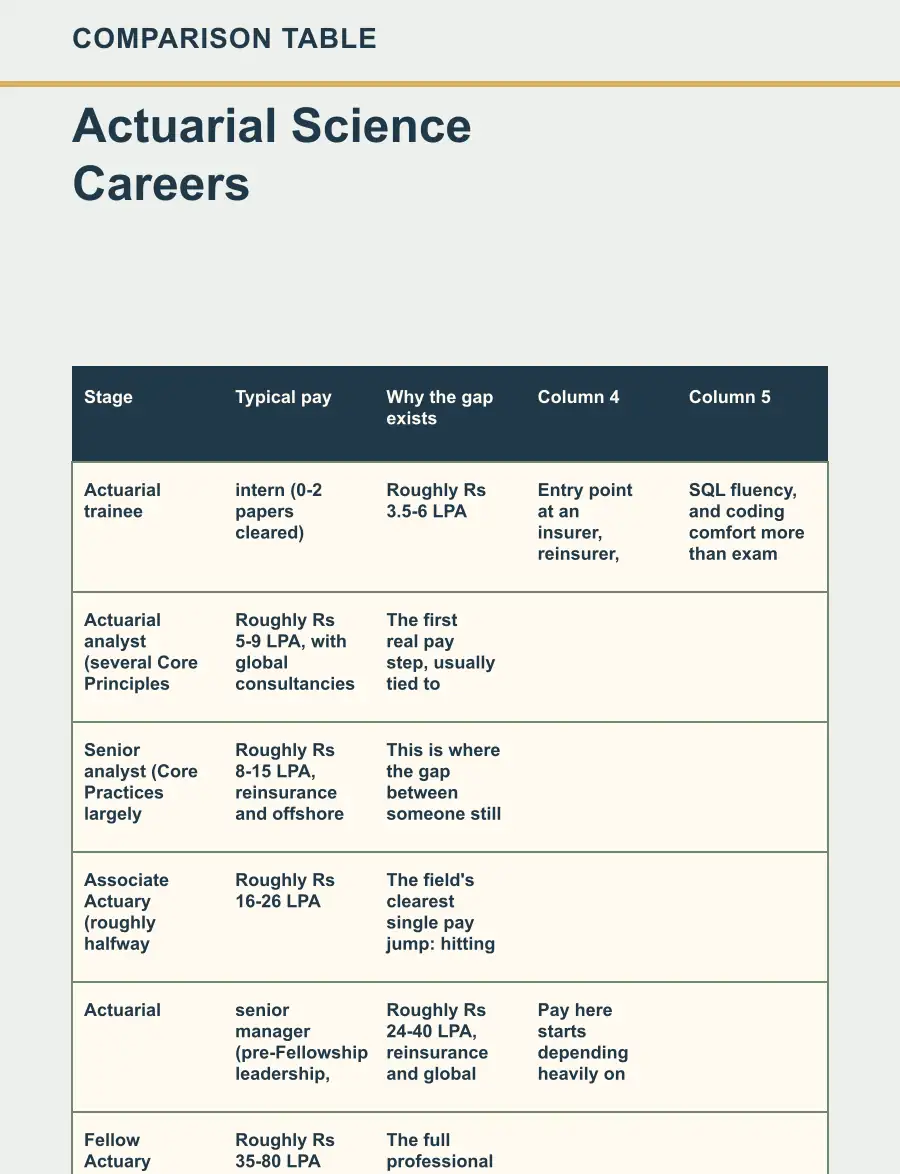 COMPARISON TABLE
Actuarial Science
Careers
Stage
Typical pay
Why the gap
exists
Column 4
Column 5
Actuarial
trainee
intern (0-2
papers
cleared)
Roughly Rs
3.5-6 LPA
Entry point
at an
insurer,
reinsurer,
SQL fluency,
and coding
comfort more
than exam
Actuarial
analyst
(several Core
Principles
Roughly Rs
5-9 LPA, with
global
consultancies
The first
real pay
step, usually
tied to
Senior
analyst (Core
Practices
largely
Roughly Rs
8-15 LPA,
reinsurance
and offshore
This is where
the gap
between
someone still
Associate
Actuary
(roughly
halfway
Roughly Rs
16-26 LPA
The field's
clearest
single pay
jump: hitting
Actuarial
senior
manager
(pre-Fellowship
leadership,
Roughly Rs
24-40 LPA,
reinsurance
and global
Pay here
starts
depending
heavily on
Fellow
Actuary
Roughly Rs
35-80 LPA
The full
professional